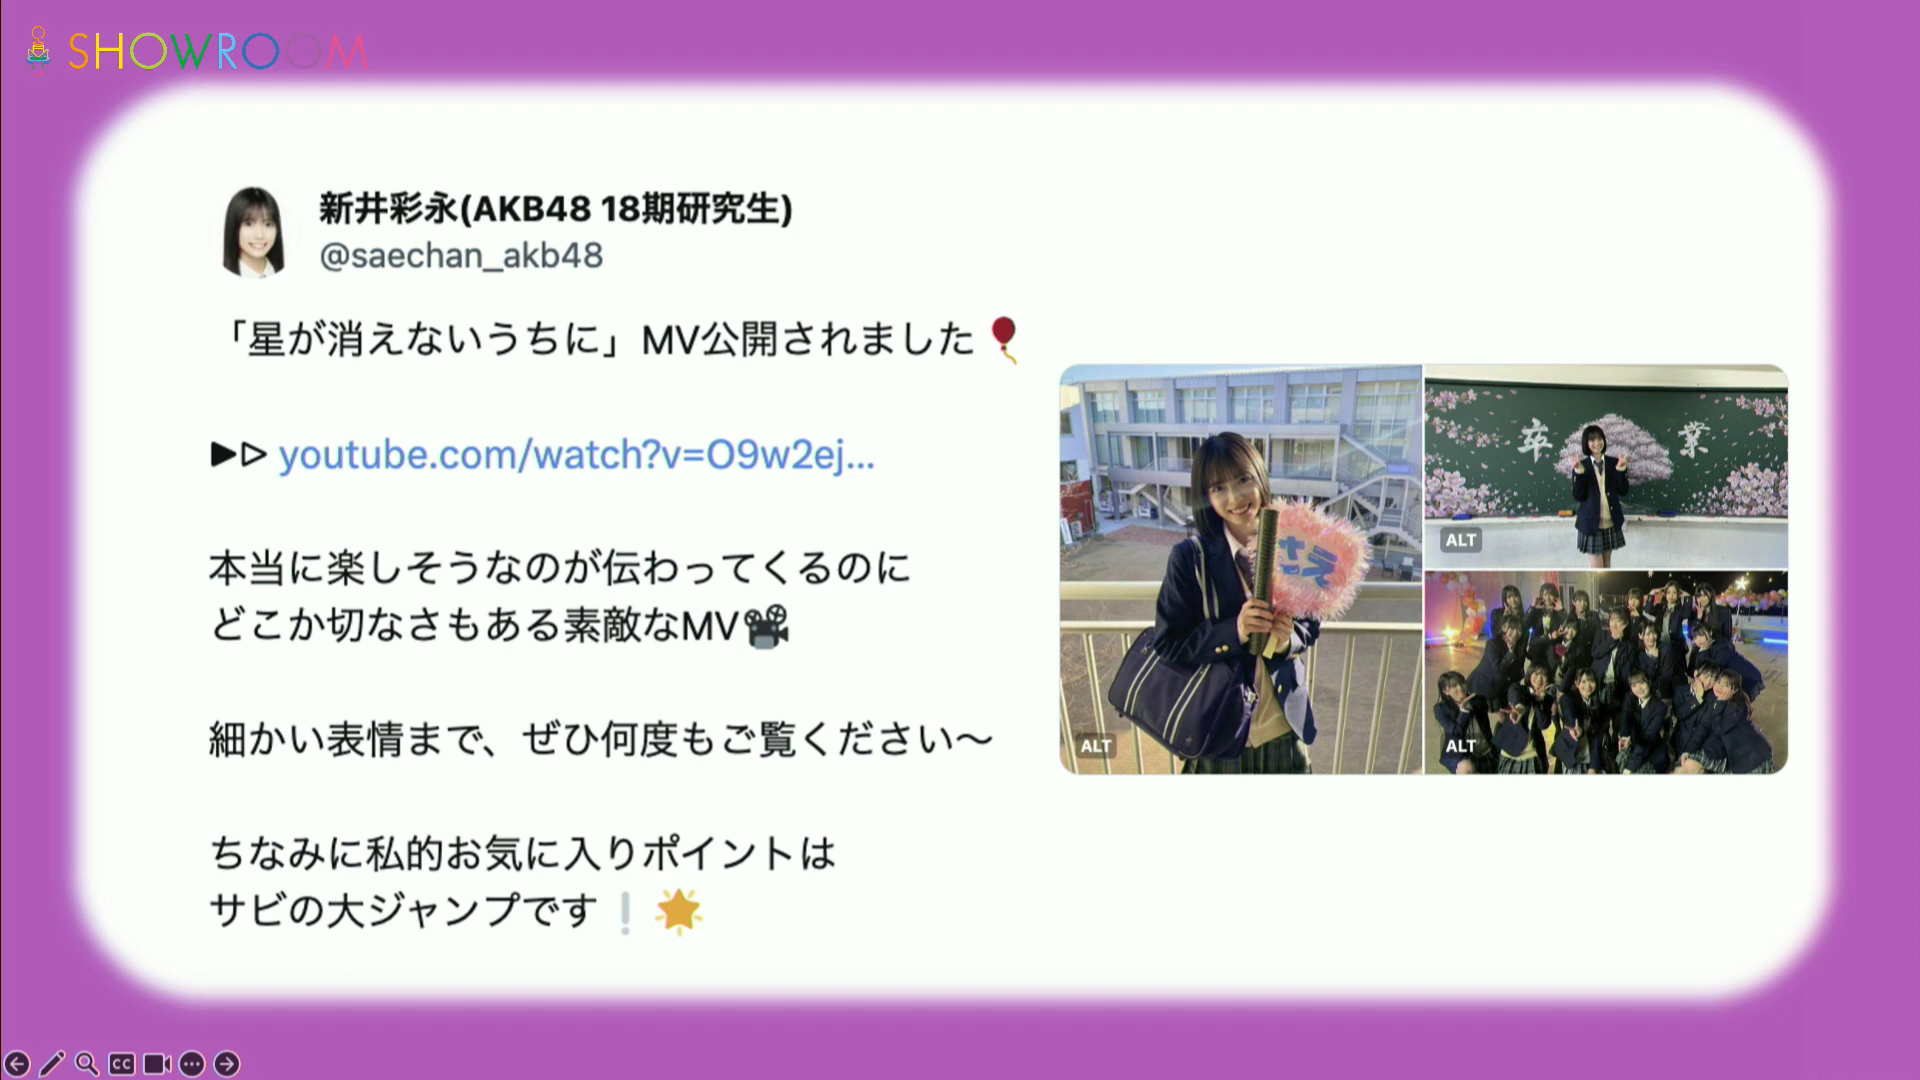 SHOWROOM
新井彩永(AKB48 18期研究生)
@saechan_akb48
「星が消えないうちに」MV公開されました🎈
▶▷ youtube.com/watch?v=O9w2ej...
本当に楽しそうなのが伝わってくるのに
どこか切なさもある素敵なMV🎥
細かい表情まで、ぜひ何度もご覧ください〜
ちなみに私的お気に入りポイントは
サビの大ジャンプです❕🌟
さえ
ALT
卒業
ALT
ALT
CC